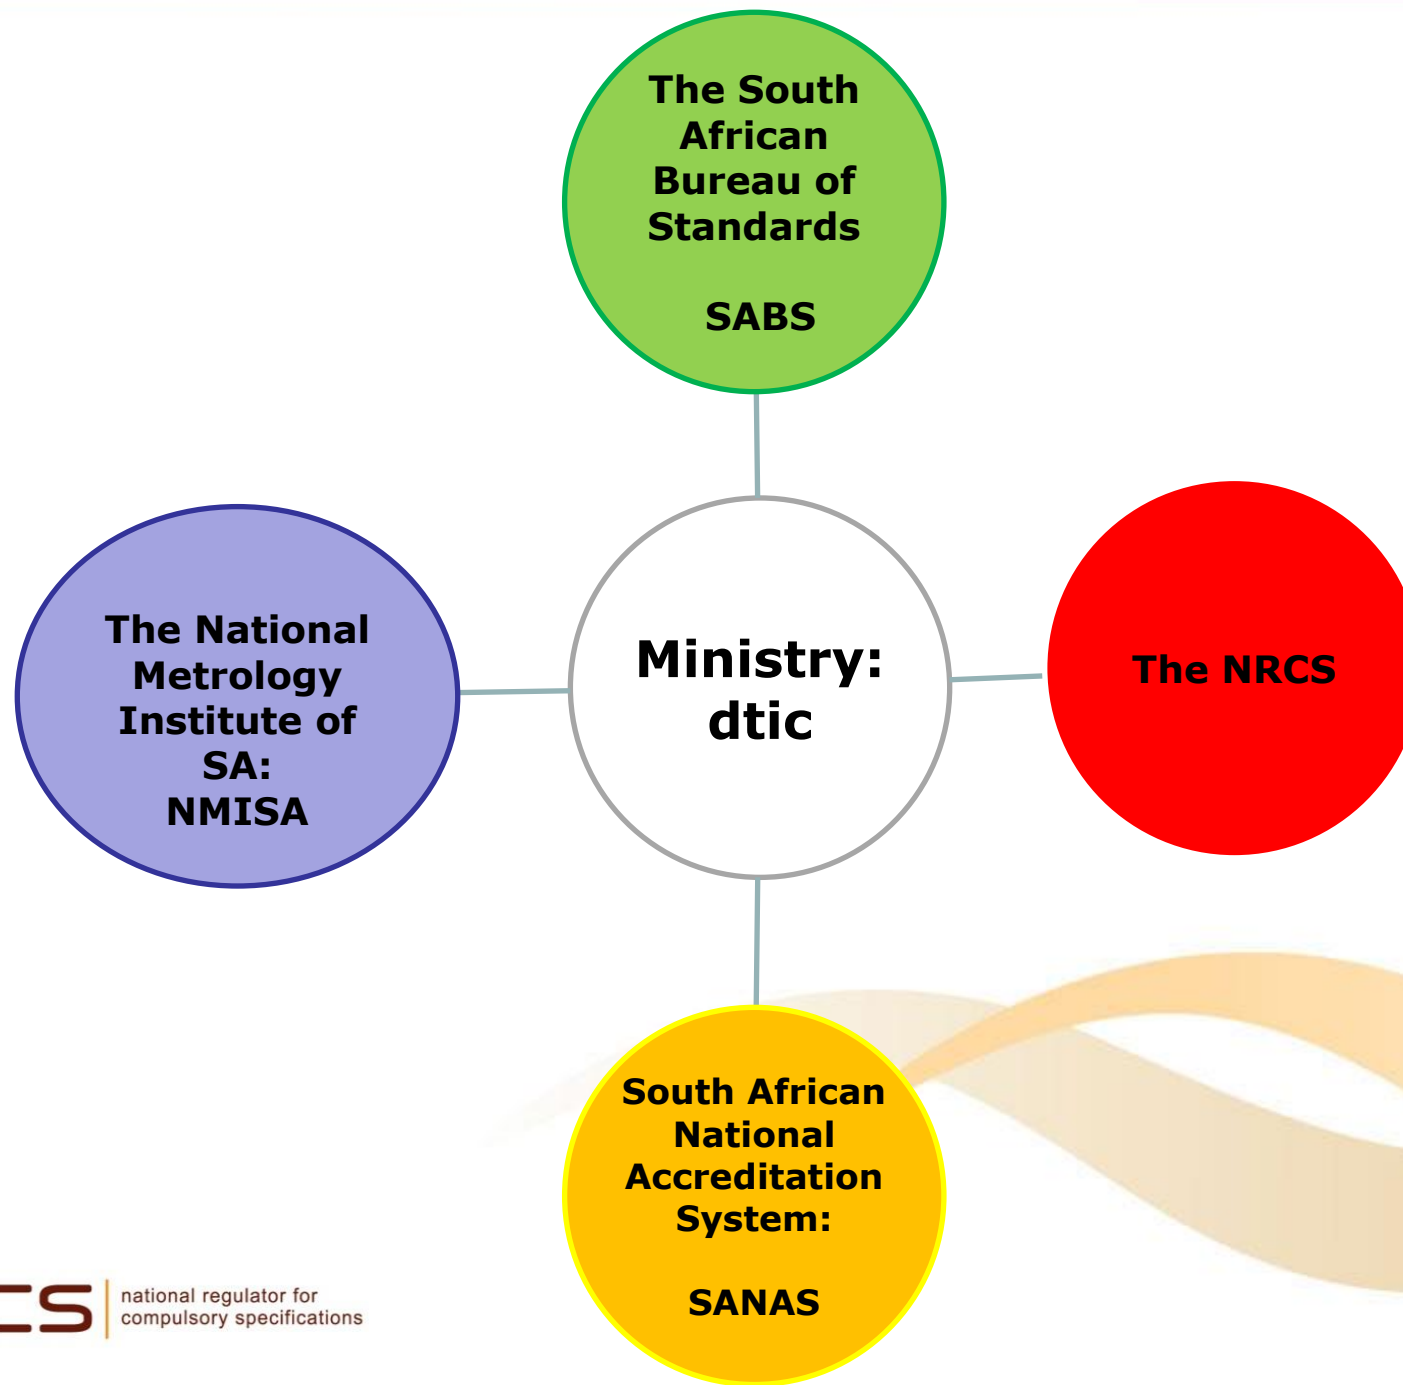 The South
African
Bureau of
Standards
SABS
The National
Metrology
Institute of
SA:
NMISA
Ministry:
dtic
The NRCS
South African
National
Accreditation
System:
SANAS
CS
national regulator for
compulsory specifications